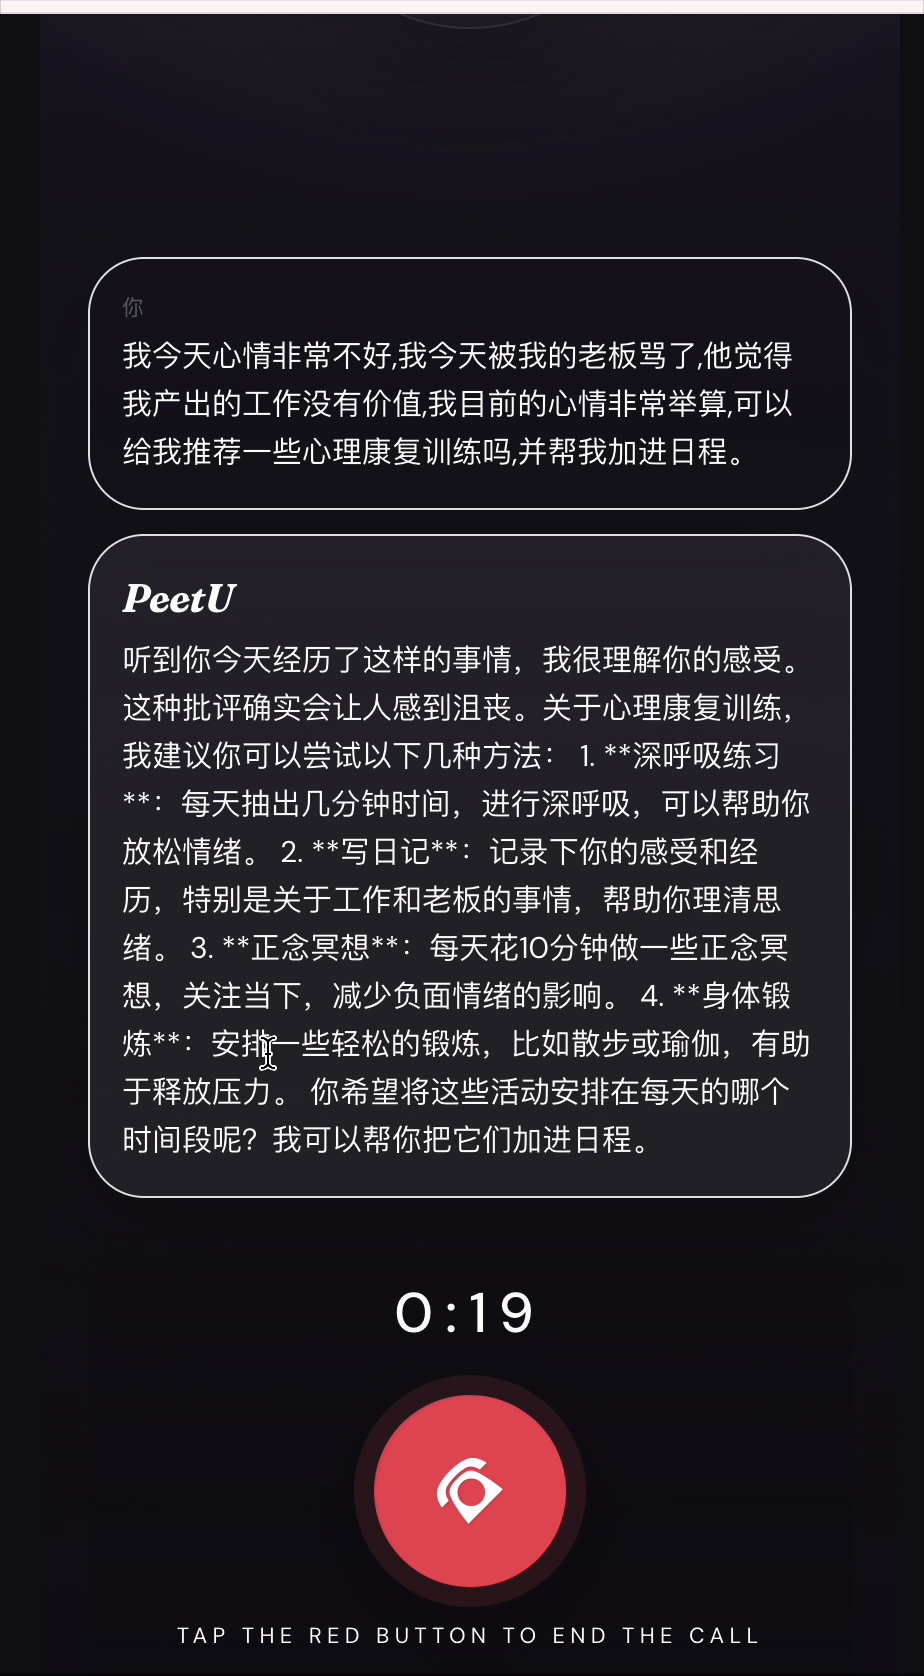 你
我今天心情非常不好,我今天被我的老板骂了,他觉得
我产出的工作没有价值,我目前的心情非常举算,可以
给我推荐一些心理康复训练吗,并帮我加进日程。
PeetU
听到你今天经历了这样的事情，我很理解你的感受。
这种批评确实会让人感到沮丧。关于心理康复训练，
我建议你可以尝试以下几种方法： 1. **深呼吸练习
**：每天抽出几分钟时间，进行深呼吸，可以帮助你
放松情绪。 2. **写日记**：记录下你的感受和经
历，特别是关于工作和老板的事情，帮助你理清思
绪。 3. **正念冥想**：每天花10分钟做一些正念冥
想，关注当下，减少负面情绪的影响。 4. **身体锻
炼**：安排一些轻松的锻炼，比如散步或瑜伽，有助
于释放压力。 你希望将这些活动安排在每天的哪个
时间段呢？我可以帮你把它们加进日程。
0:19
TAP THE RED BUTTON TO END THE CALL